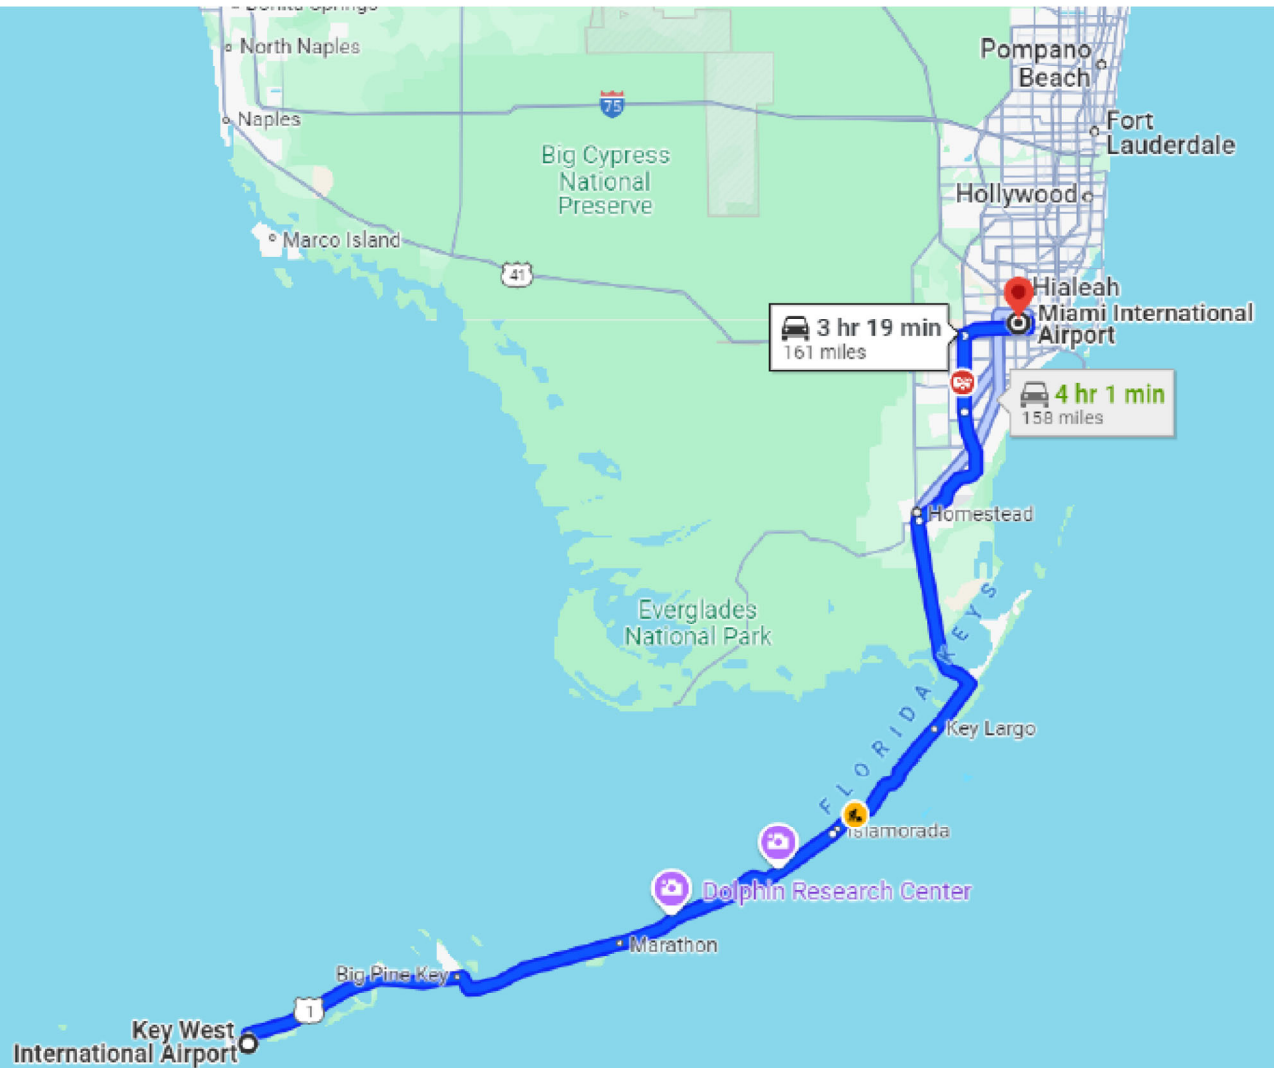 Bonita Springs
North Naples
Pompano
Beach
75
Naples
Fort
Lauderdale
Big Cypress
National
Preserve
Hollywood
Marco Island
41
Hialeah
Miami International
Airport
3 hr 19 min
161 miles
4 hr 1 min
158 miles
Homestead
Everglades
National Park
FLORIDA KEYS
Key Largo
Islamorada
Dolphin Research Center
Marathon
Big Pine Key
1
Key West
International Airport